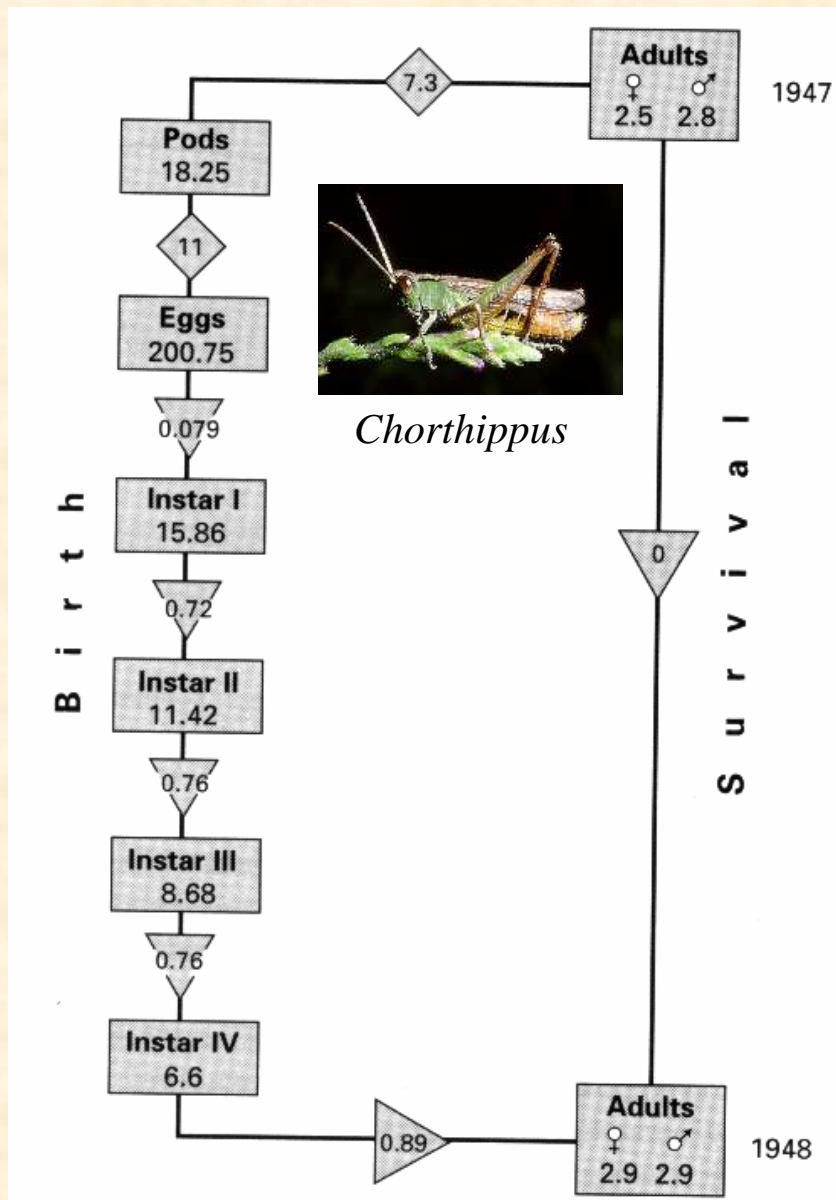 Adults
♀ ♂
2.5 2.8
1947
7.3
Pods
18.25
11
Eggs
200.75
0.079
Chorthippus
Instar I
15.86
0.72
Instar II
11.42
0.76
Instar III
8.68
0.76
Instar IV
6.6
0.89
Birth
Survival
0
Adults
♀ ♂
2.9 2.9
1948